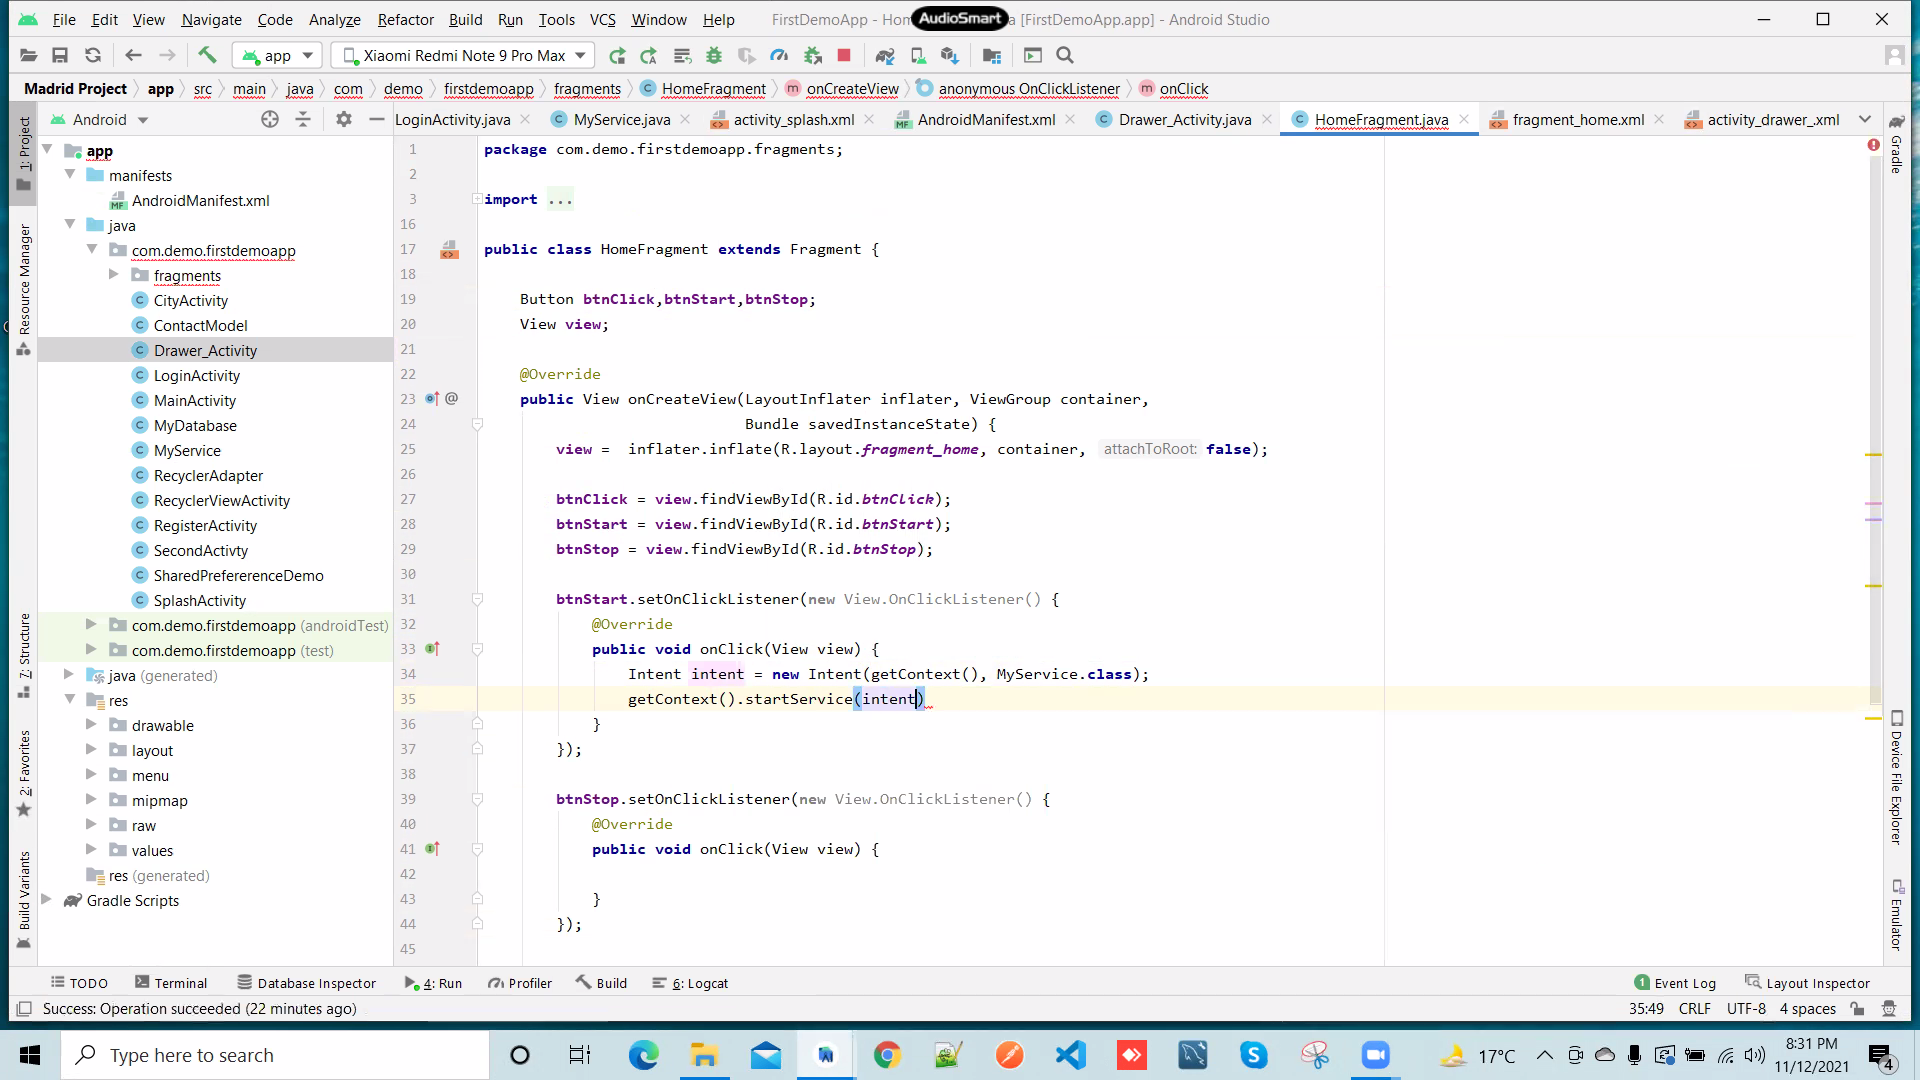 File Edit View Navigate Code Analyze Refactor Build Run Tools VCS Window Help FirstDemoApp - Hom AudioSmart a [FirstDemoApp.app] - Android Studio
app Xiaomi Redmi Note 9 Pro Max
Madrid Project app src main java com demo firstdemoapp fragments HomeFragment onCreateView anonymous OnClickListener onClick
Android LoginActivity.java MyService.java activity_splash.xml AndroidManifest.xml Drawer_Activity.java HomeFragment.java fragment_home.xml activity_drawer_.xml
1: Project
Resource Manager
7: Structure
2: Favorites
Build Variants
app
manifests
AndroidManifest.xml
java
com.demo.firstdemoapp
fragments
CityActivity
ContactModel
Drawer_Activity
LoginActivity
MainActivity
MyDatabase
MyService
RecyclerAdapter
RecyclerViewActivity
RegisterActivity
SecondActivty
SharedPrefererenceDemo
SplashActivity
com.demo.firstdemoapp (androidTest)
com.demo.firstdemoapp (test)
java (generated)
res
drawable
layout
menu
mipmap
raw
values
res (generated)
Gradle Scripts
1 package com.demo.firstdemoapp.fragments;
2
3 import ...
16
17 public class HomeFragment extends Fragment {
18
19 Button btnClick,btnStart,btnStop;
20 View view;
21
22 @Override
23 @ public View onCreateView(LayoutInflater inflater, ViewGroup container,
24 Bundle savedInstanceState) {
25 view = inflater.inflate(R.layout.fragment_home, container, attachToRoot: false);
26
27 btnClick = view.findViewById(R.id.btnClick);
28 btnStart = view.findViewById(R.id.btnStart);
29 btnStop = view.findViewById(R.id.btnStop);
30
31 btnStart.setOnClickListener(new View.OnClickListener() {
32 @Override
33 public void onClick(View view) {
34 Intent intent = new Intent(getContext(), MyService.class);
35 getContext().startService(intent)
36 }
37 });
38
39 btnStop.setOnClickListener(new View.OnClickListener() {
40 @Override
41 public void onClick(View view) {
42
43 }
44 });
45
Gradle
Device File Explorer
Emulator
TODO Terminal Database Inspector 4: Run Profiler Build 6: Logcat 1 Event Log Layout Inspector
Success: Operation succeeded (22 minutes ago) 35:49 CRLF UTF-8 4 spaces
Type here to search 17°C 8:31 PM
11/12/2021 4